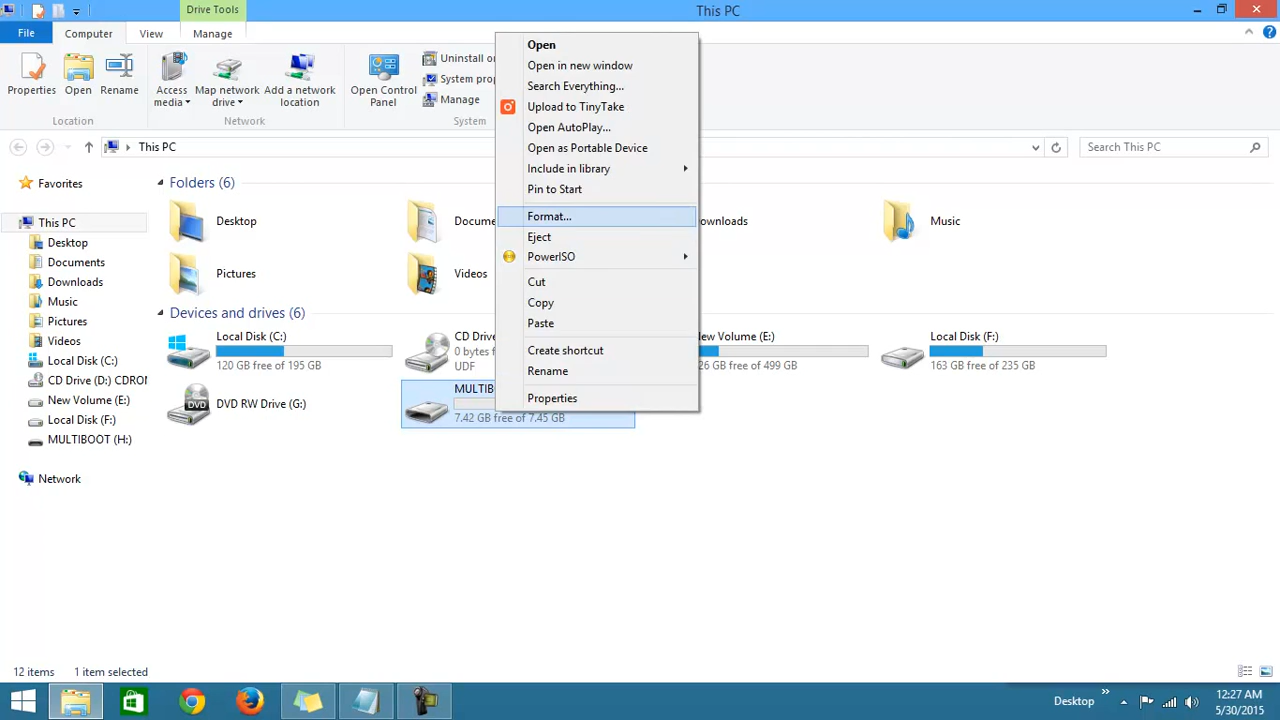 Drive Tools
This PC
File
Computer
View
Manage
Properties
Open
Rename
Location
Access media
Map network drive
Add a network location
Network
Open Control Panel
Uninstall or
System prop
Manage
System
This PC
Search This PC
Open
Open in new window
Search Everything...
Upload to TinyTake
Open AutoPlay...
Open as Portable Device
Include in library
Pin to Start
Format...
Eject
PowerISO
Cut
Copy
Paste
Create shortcut
Rename
Properties
Favorites
This PC
Desktop
Documents
Downloads
Music
Pictures
Videos
Local Disk (C:)
CD Drive (D:) CDROM
New Volume (E:)
Local Disk (F:)
MULTIBOOT (H:)
Network
Folders (6)
Desktop
Docume
ownloads
Music
Pictures
Videos
Devices and drives (6)
Local Disk (C:)
120 GB free of 195 GB
CD Drive
0 bytes f
UDF
New Volume (E:)
26 GB free of 499 GB
Local Disk (F:)
163 GB free of 235 GB
DVD
DVD RW Drive (G:)
MULTIB
7.42 GB free of 7.45 GB
12 items
1 item selected
Desktop
12:27 AM
5/30/2015